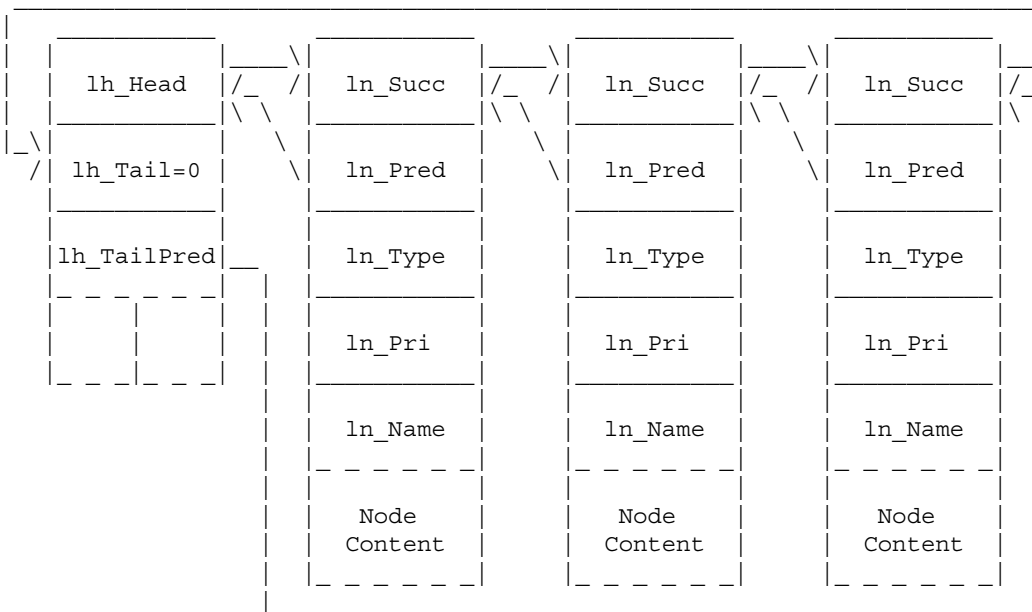 lh_Head ln_Succ ln_Succ ln_Succ
lh_Tail=0 ln_Pred ln_Pred ln_Pred
lh_TailPred ln_Type ln_Type ln_Type
ln_Pri ln_Pri ln_Pri
ln_Name ln_Name ln_Name
Node Node Node
Content Content Content